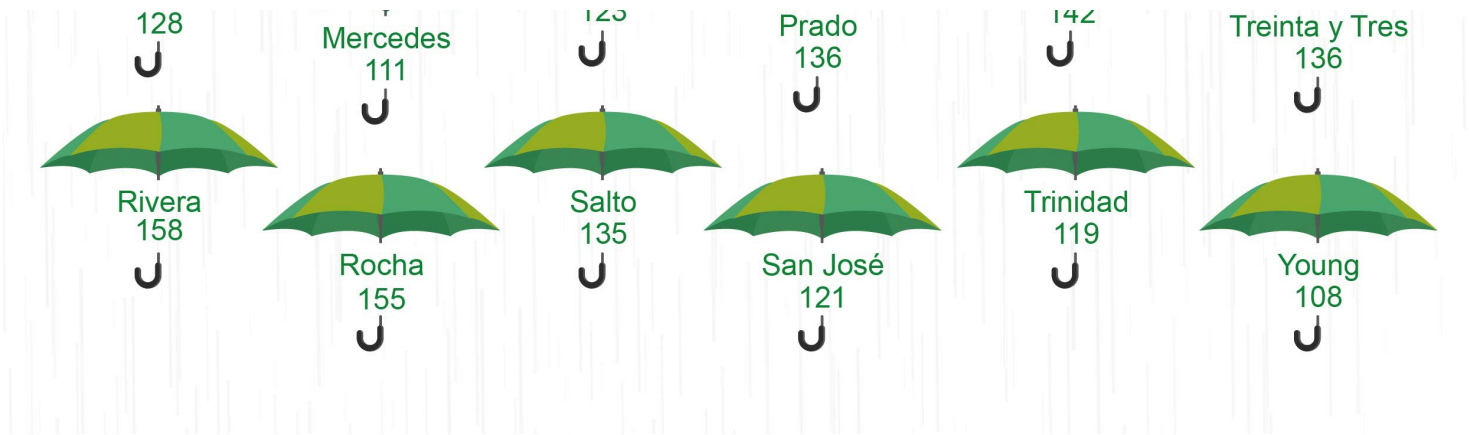 128
Mercedes
111
123
Prado
136
142
Treinta y Tres
136
Rivera
158
Rocha
155
Salto
135
San José
121
Trinidad
119
Young
108